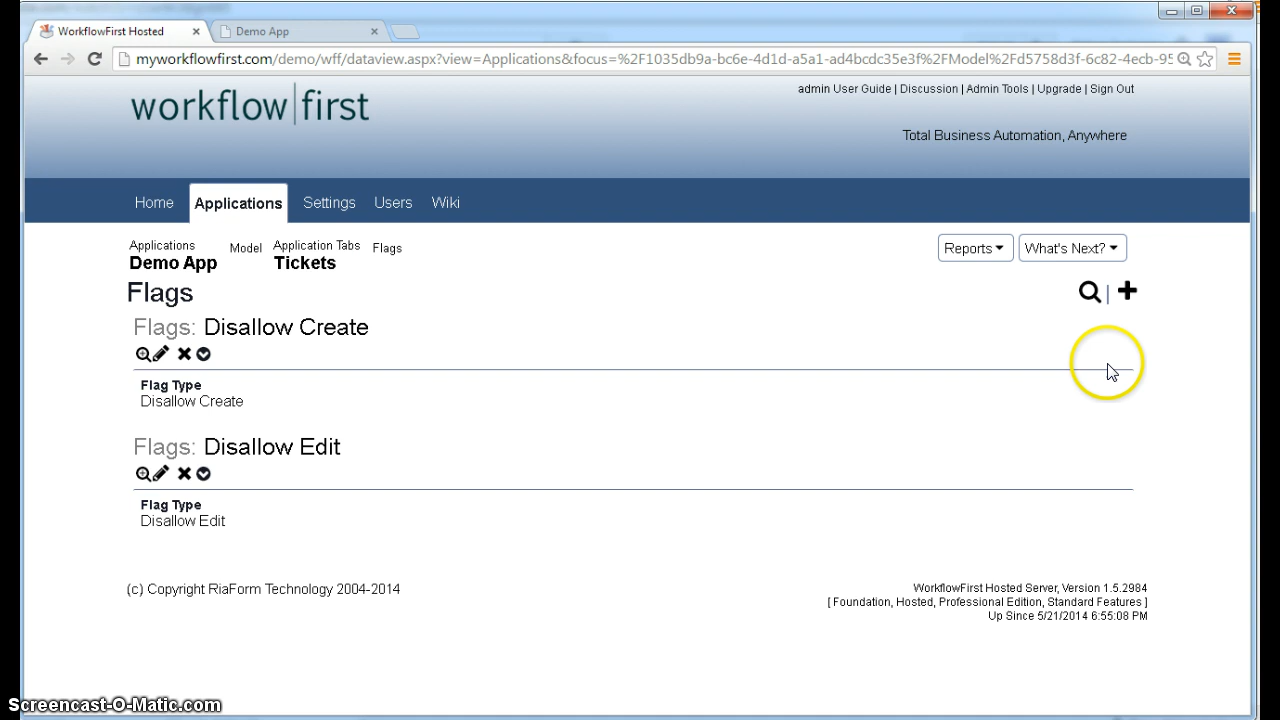 WorkflowFirst Hosted
Demo App
myworkflowfirst.com/demo/wff/dataview.aspx?view=Applications&focus=%2F1035db9a-bc6e-4d1d-a5a1-ad4bcdc35e3f%2FModel%2Fd5758d3f-6c82-4ecb-95
workflow|first
admin User Guide | Discussion | Admin Tools | Upgrade | Sign Out
Total Business Automation, Anywhere
Home Applications Settings Users Wiki
Applications Model Application Tabs Flags
Demo App Tickets
Reports What's Next?
Flags
Flags: Disallow Create
Flag Type
Disallow Create
Flags: Disallow Edit
Flag Type
Disallow Edit
(c) Copyright RiaForm Technology 2004-2014
WorkflowFirst Hosted Server, Version 1.5.2984
[ Foundation, Hosted, Professional Edition, Standard Features ]
Up Since 5/21/2014 6:55:08 PM
Screencast-O-Matic.com